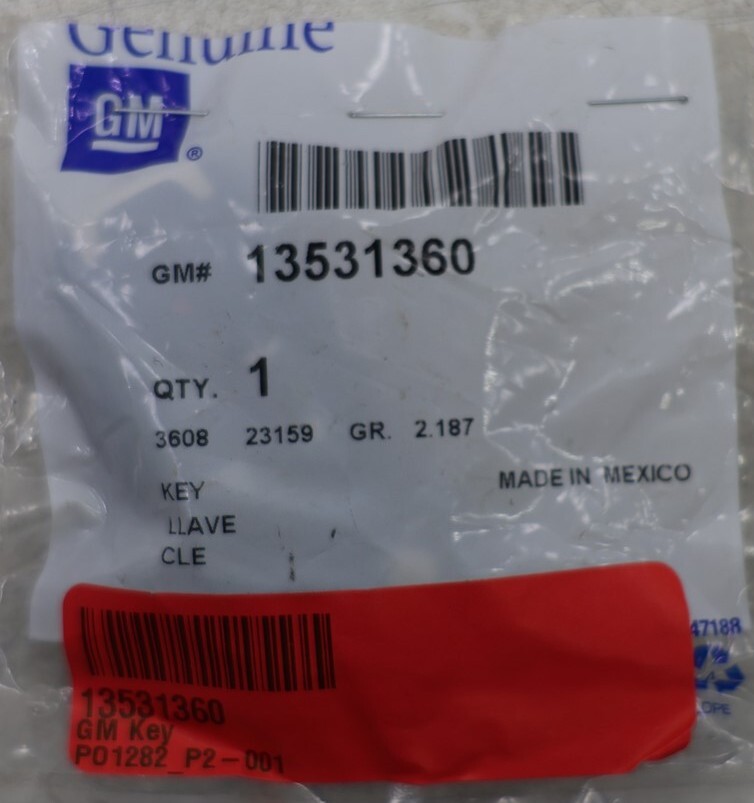 Genuine
GM ®
GM# 13531360
QTY. 1
3608 23159 GR. 2.187
MADE IN MEXICO
KEY
LLAVE
CLE
13531360
GM Key
PO1282_P2-001
47188